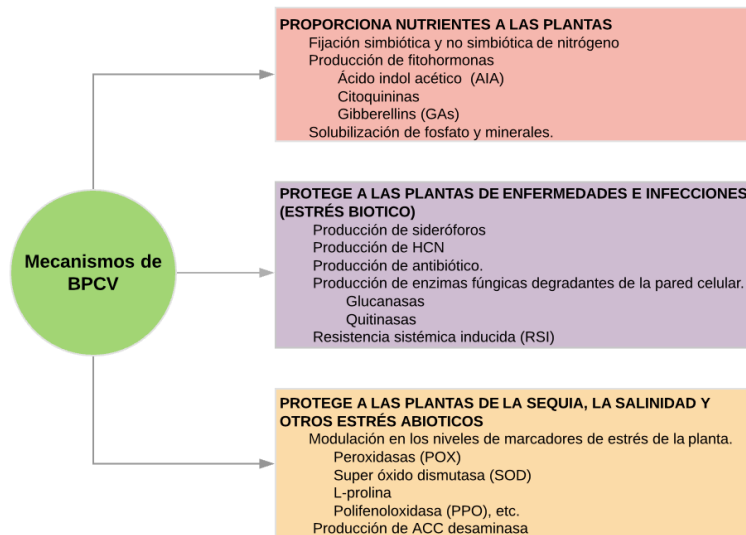 Mecanismos de
BPCV
PROPORCIONA NUTRIENTES A LAS PLANTAS
Fijación simbiótica y no simbiótica de nitrógeno
Producción de fitohormonas
Ácido indol acético (AIA)
Citoquininas
Gibberellins (GAs)
Solubilización de fosfato y minerales.
PROTEGE A LAS PLANTAS DE ENFERMEDADES E INFECCIONES
(ESTRÉS BIOTICO)
Producción de sideróforos
Producción de HCN
Producción de antibiótico.
Producción de enzimas fúngicas degradantes de la pared celular.
Glucanasas
Quitinasas
Resistencia sistémica inducida (RSI)
PROTEGE A LAS PLANTAS DE LA SEQUIA, LA SALINIDAD Y
OTROS ESTRÉS ABIOTICOS
Modulación en los niveles de marcadores de estrés de la planta.
Peroxidasas (POX)
Super óxido dismutasa (SOD)
L-prolina
Polifenoloxidasa (PPO), etc.
Producción de ACC desaminasa